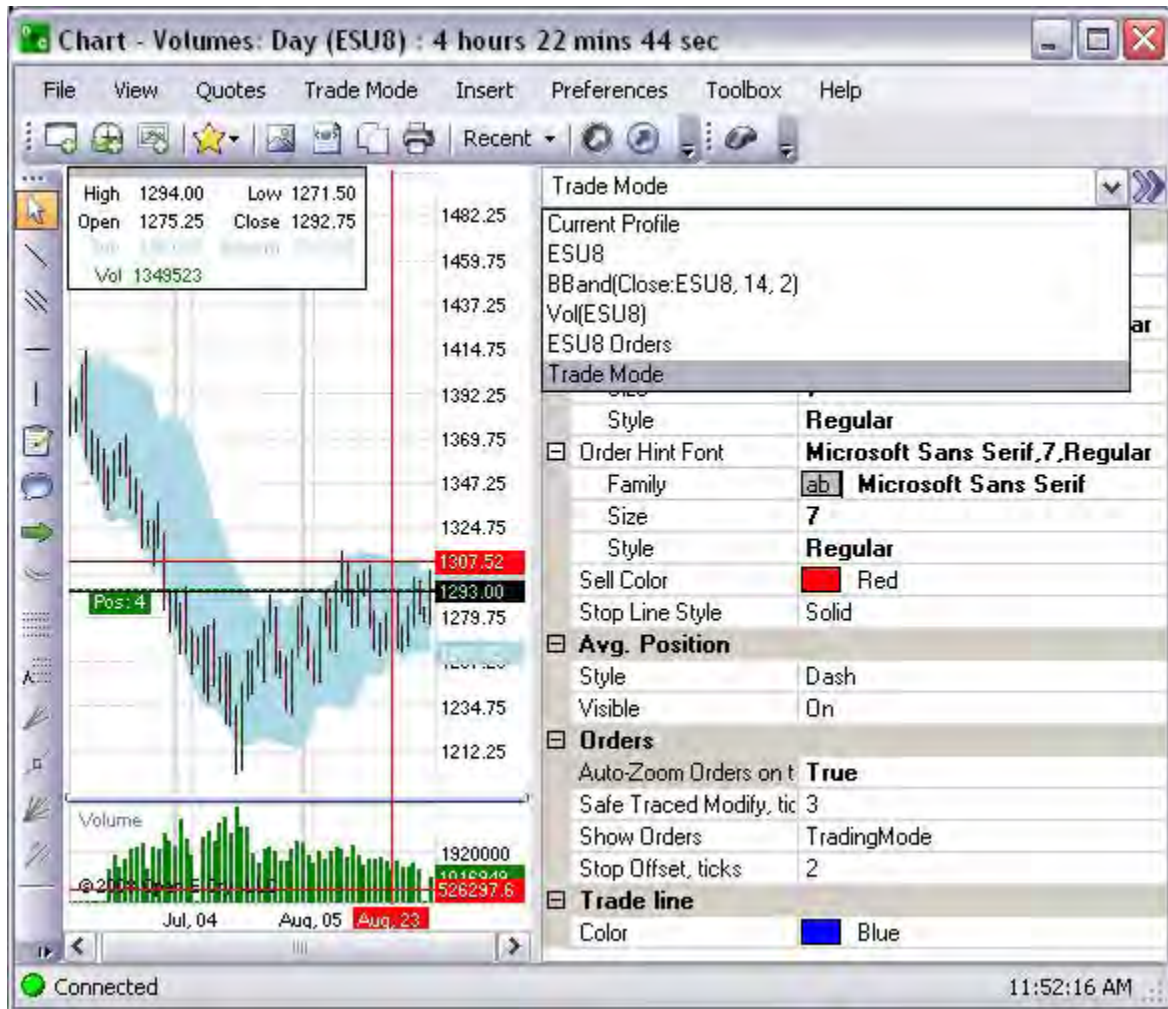 Chart - Volumes: Day (ESU8) : 4 hours 22 mins 44 sec
File View Quotes Trade Mode Insert Preferences Toolbox Help
Recent
High 1294.00 Low 1271.50
Open 1275.25 Close 1292.75
Vol 1349523
1482.25
1459.75
1437.25
1414.75
1392.25
1369.75
1347.25
1324.75
1307.52
1293.00
1279.75
1234.75
1212.25
Pos: 4
Volume
1920000
526297.6
Jul, 04 Aug, 05 Aug, 23
Trade Mode
Current Profile
ESU8
BBand(Close:ESU8, 14, 2)
Vol(ESU8)
ESU8 Orders
Trade Mode
ar
Style Regular
Order Hint Font Microsoft Sans Serif,7,Regular
Family ab Microsoft Sans Serif
Size 7
Style Regular
Sell Color Red
Stop Line Style Solid
Avg. Position
Style Dash
Visible On
Orders
Auto-Zoom Orders on t True
Safe Traced Modify, tic 3
Show Orders TradingMode
Stop Offset, ticks 2
Trade line
Color Blue
Connected 11:52:16 AM